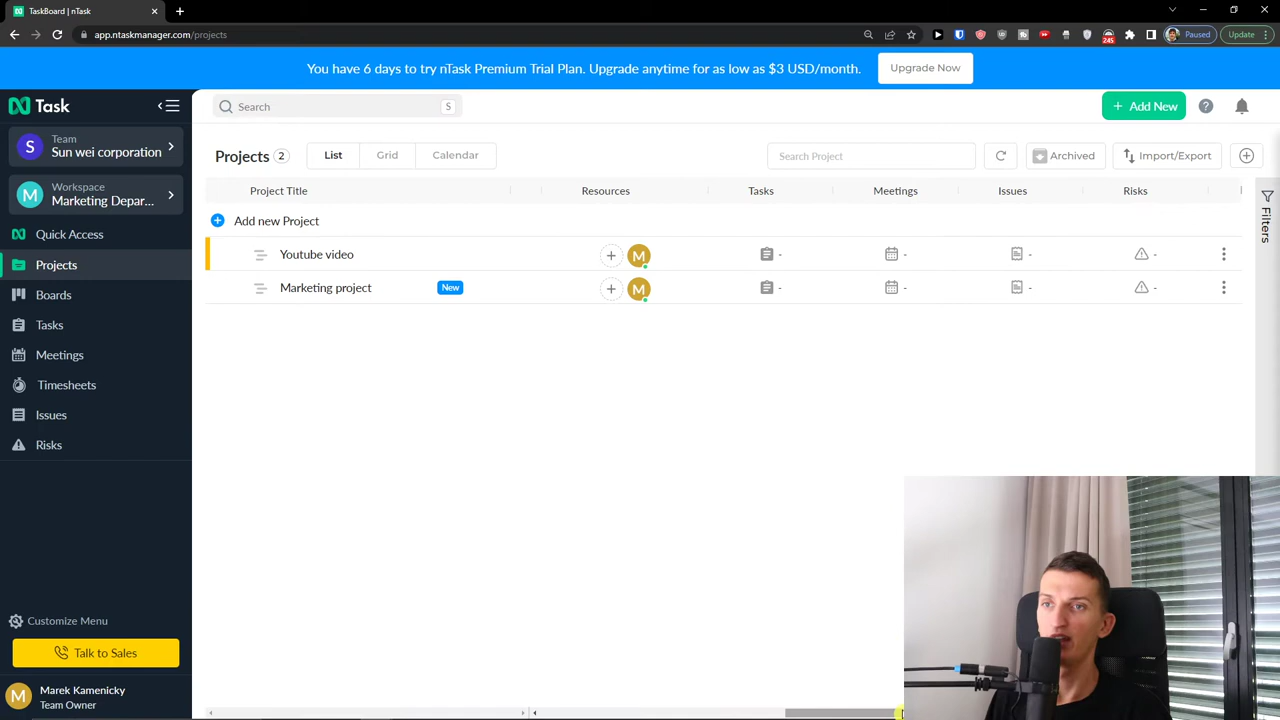 TaskBoard | nTask
app.ntaskmanager.com/projects
245
Paused
Update
You have 6 days to try nTask Premium Trial Plan. Upgrade anytime for as low as $3 USD/month.
Upgrade Now
N Task
Search
S
Add New
Team
Sun wei corporation
S
Workspace
Marketing Depar...
M
Projects 2
List
Grid
Calendar
Search Project
Archived
Import/Export
Project Title
Resources
Tasks
Meetings
Issues
Risks
Filters
Add new Project
Youtube video
M
-
-
-
-
Marketing project
New
M
-
-
-
-
Quick Access
Projects
Boards
Tasks
Meetings
Timesheets
Issues
Risks
Customize Menu
Talk to Sales
M
Marek Kamenicky
Team Owner